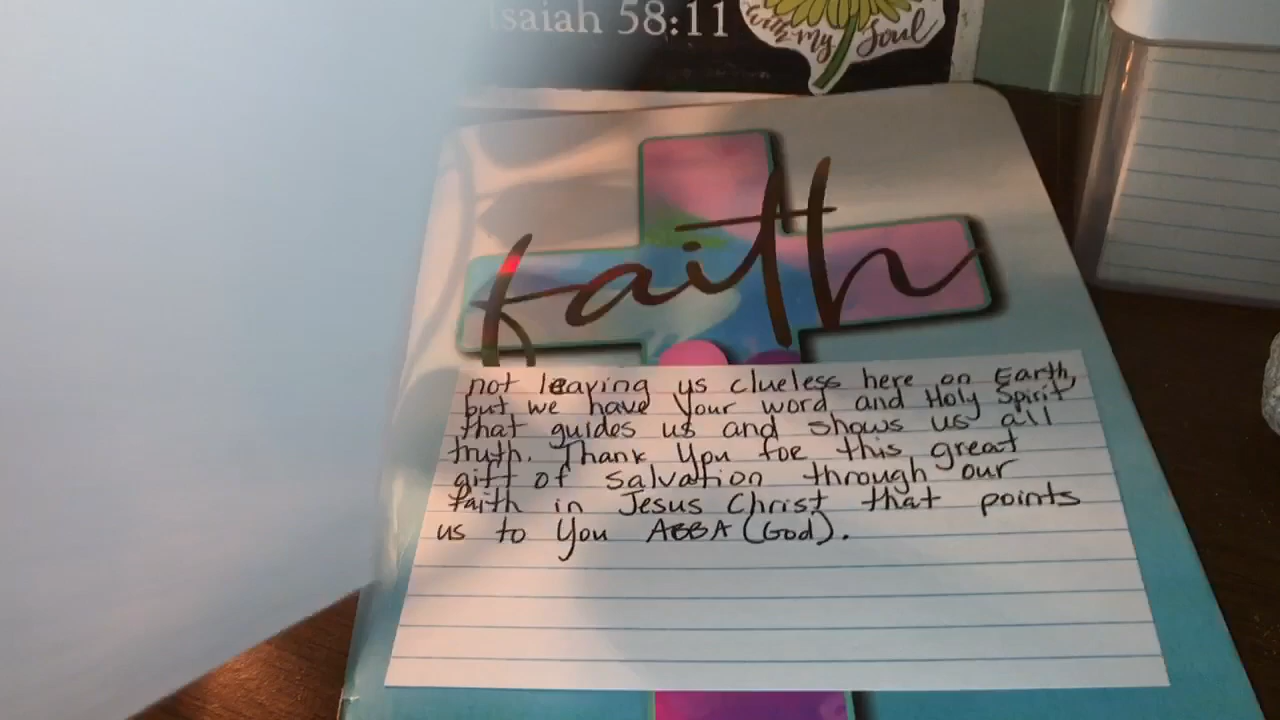 Isaiah 58:11
with my Soul
faith
not leaving us clueless here on Earth,
but we have Your word and Holy Spirit
that guides us and shows us all
truth. Thank You for this great
gift of salvation through our
faith in Jesus Christ that points
us to You ABBA (God).